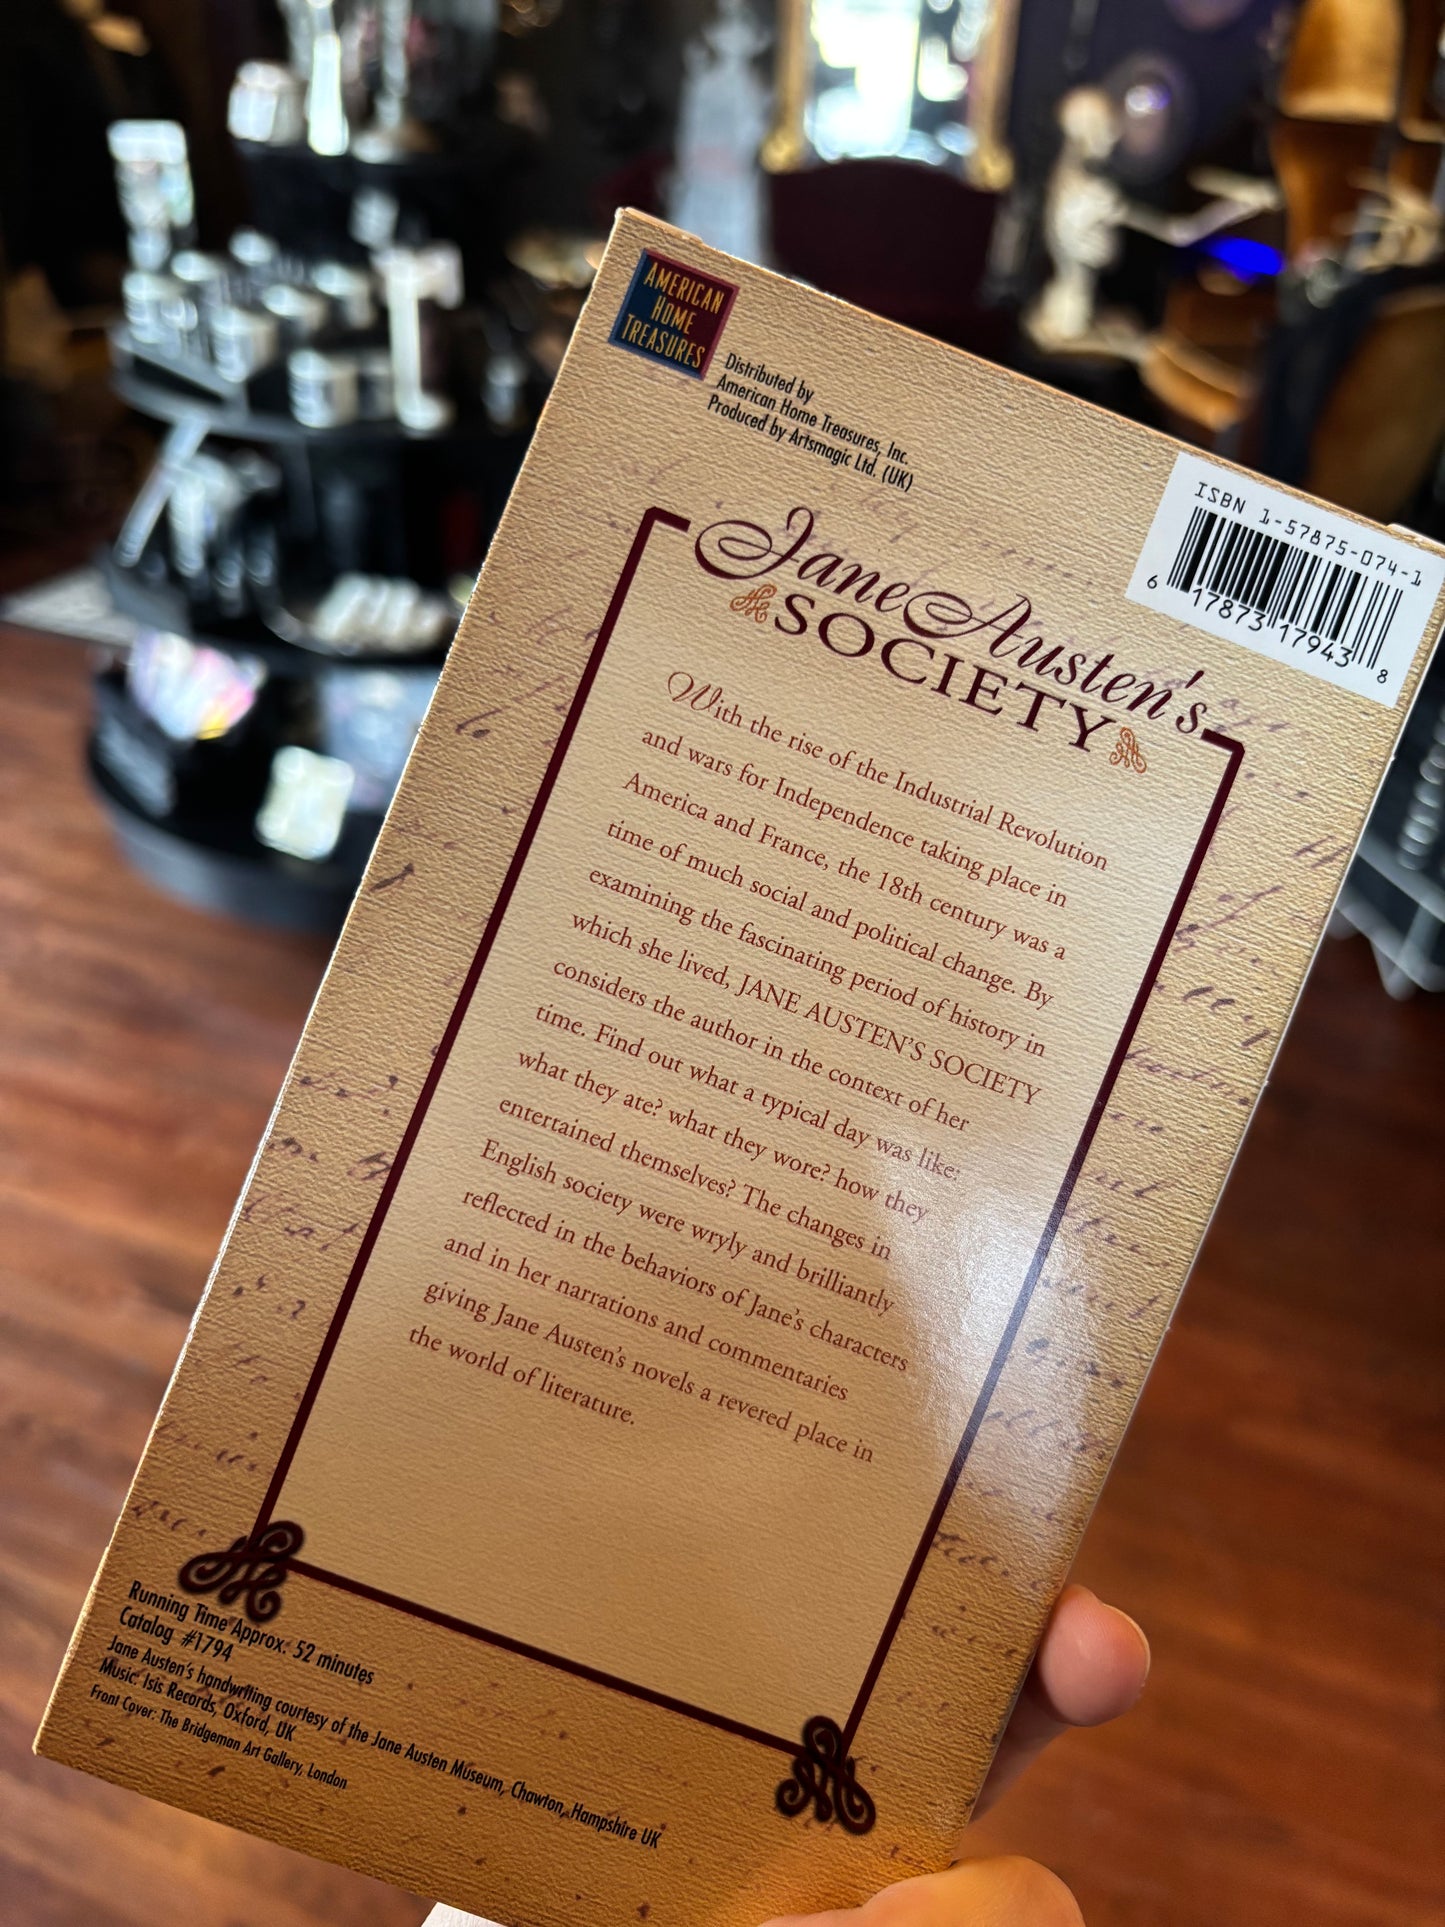 AMERICAN
HOME
TREASURES
Distributed by
American Home Treasures, Inc.
Produced by Artsmagic Ltd. (UK)
ISBN 1-57875-074-1
6 17873 17943 8
Jane Austen's
SOCIETY
With the rise of the Industrial Revolution
and wars for Independence taking place in
America and France, the 18th century was a
time of much social and political change. By
examining the fascinating period of history in
which she lived, JANE AUSTEN'S SOCIETY
considers the author in the context of her
time. Find out what a typical day was like:
what they ate? what they wore? how they
entertained themselves? The changes in
English society were wryly and brilliantly
reflected in the behaviors of Jane's characters
and in her narrations and commentaries
giving Jane Austen's novels a revered place in
the world of literature.
Running Time Approx. 52 minutes
Catalog #1794
Jane Austen's handwriting courtesy of the Jane Austen Museum, Chawton, Hampshire UK
Music: Isis Records, Oxford, UK
Front Cover: The Bridgeman Art Gallery, London